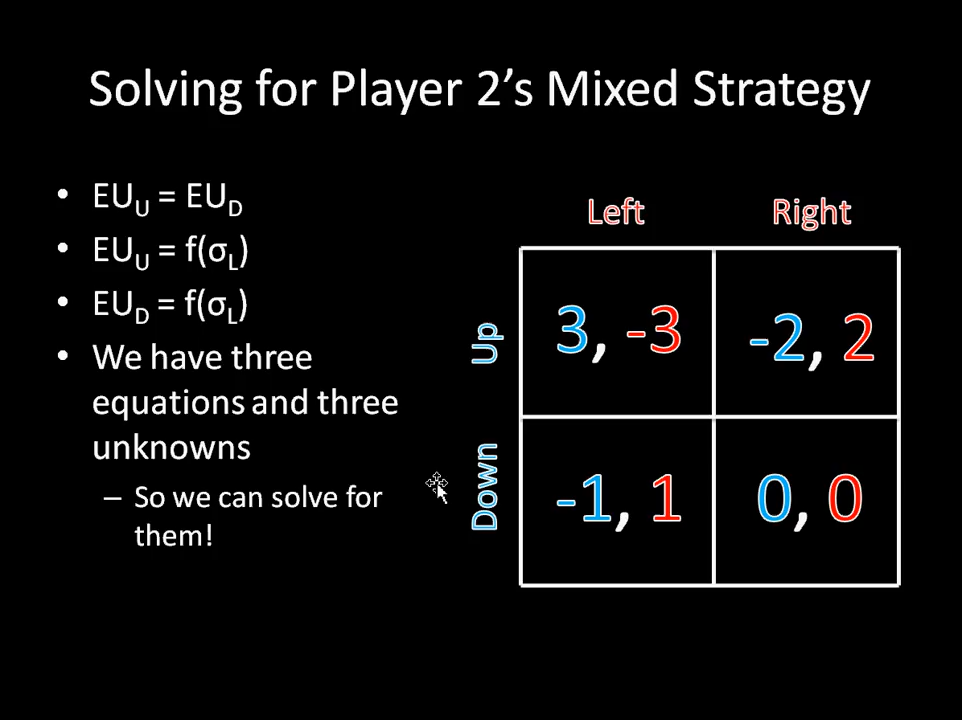 Solving for Player 2's Mixed Strategy
• EU_U = EU_D
• EU_U = f(σ_L)
• EU_D = f(σ_L)
• We have three
equations and three
unknowns
– So we can solve for
them!
Left Right
Up 3, -3 -2, 2
Down -1, 1 0, 0